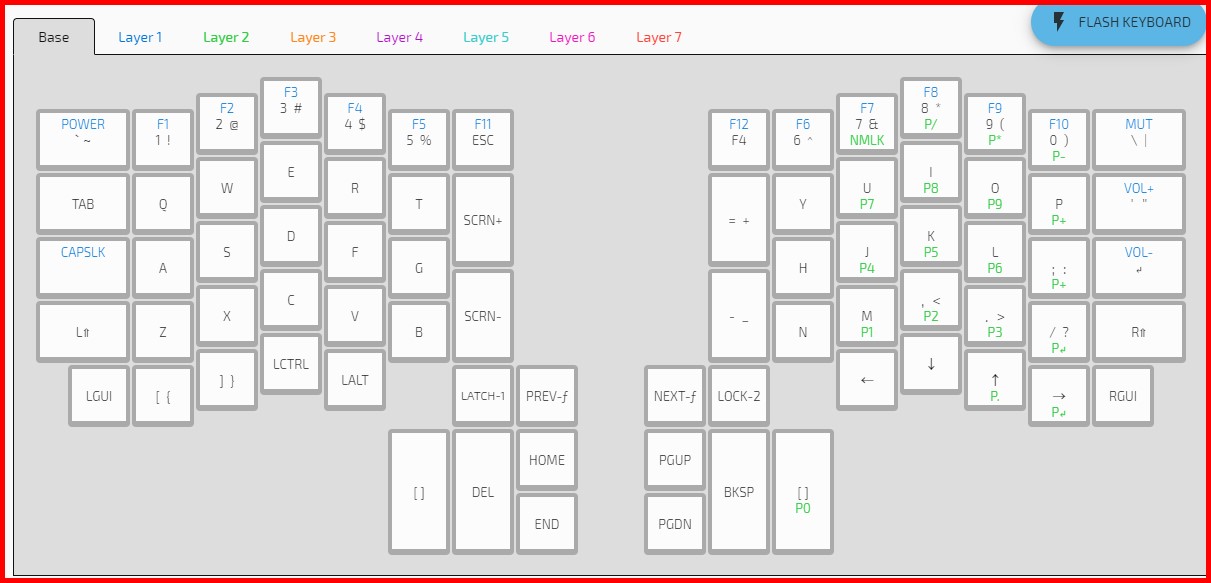 Base Layer 1 Layer 2 Layer 3 Layer 4 Layer 5 Layer 6 Layer 7 FLASH KEYBOARD
POWER
` ~
F1
1 !
F2
2 @
F3
3 #
F4
4 $
F5
5 %
F11
ESC
F12
F4
F6
6 ^
F7
7 &
NMLK
F8
8 *
P/
F9
9 (
P*
F10
0 )
P-
MUT
\ |
TAB
Q
W
E
R
T
SCRN+
= +
Y
U
P7
I
P8
O
P9
P
P+
VOL+
' "
CAPSLK
A
S
D
F
G
H
J
P4
K
P5
L
P6
; :
P+
VOL-
↵
L⇑
Z
X
C
V
B
SCRN-
- _
N
M
P1
, <
P2
. >
P3
/ ?
P↵
R⇑
LGUI
[ {
] }
LCTRL
LALT
LATCH-1
PREV-ƒ
NEXT-ƒ
LOCK-2
←
↓
↑
P.
→
P↵
RGUI
[ ]
DEL
HOME
END
PGUP
PGDN
BKSP
[ ]
P0